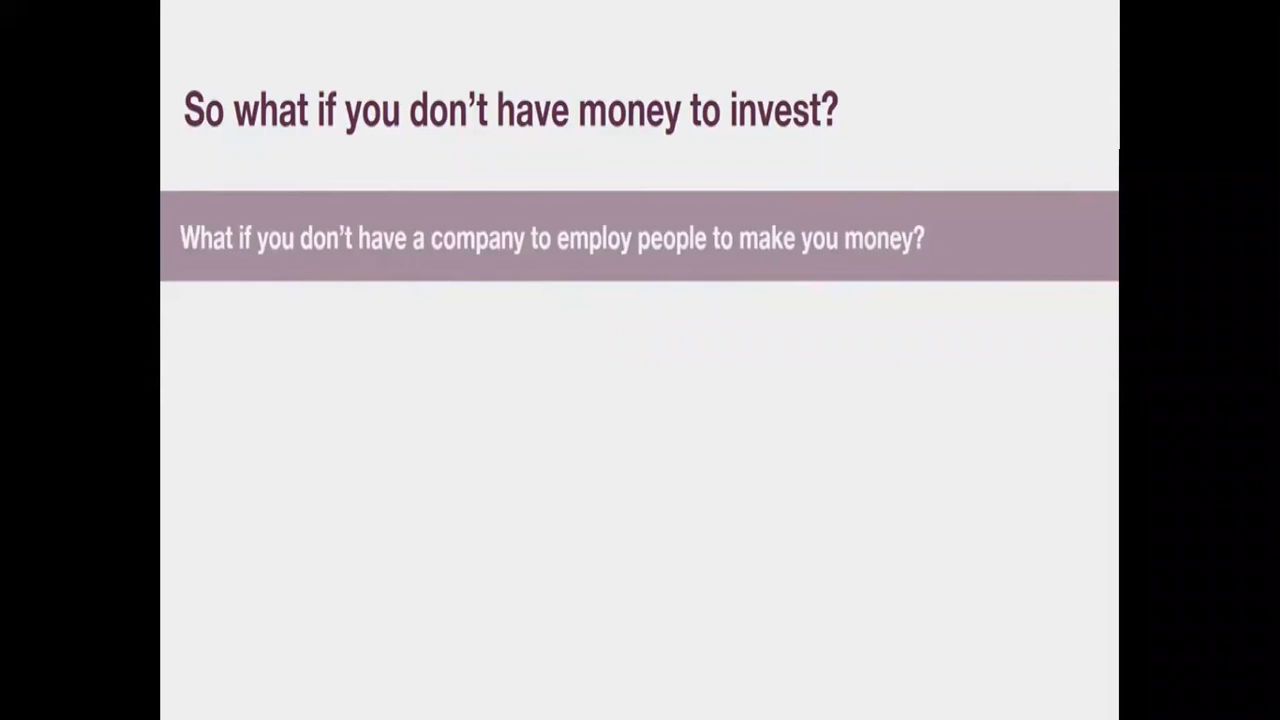 So what if you don’t have money to invest?
What if you don’t have a company to employ people to make you money?